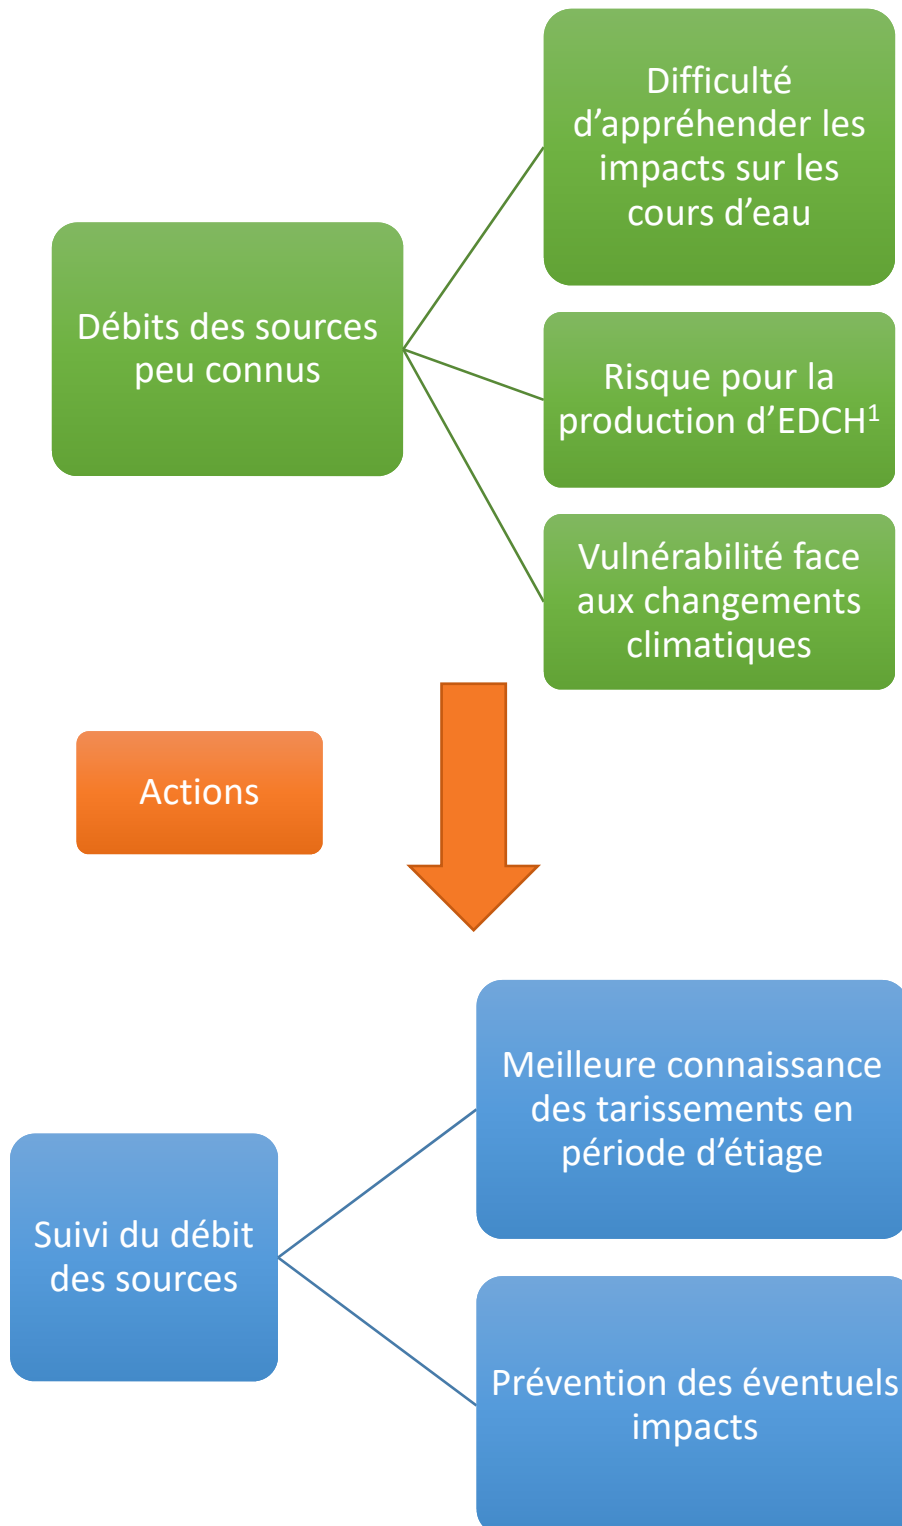 Difficulté
d’appréhender les
impacts sur les
cours d’eau
Débits des sources
peu connus
Risque pour la
production d’EDCH¹
Vulnérabilité face
aux changements
climatiques
Actions
Meilleure connaissance
des tarissements en
période d’étiage
Suivi du débit
des sources
Prévention des éventuels
impacts